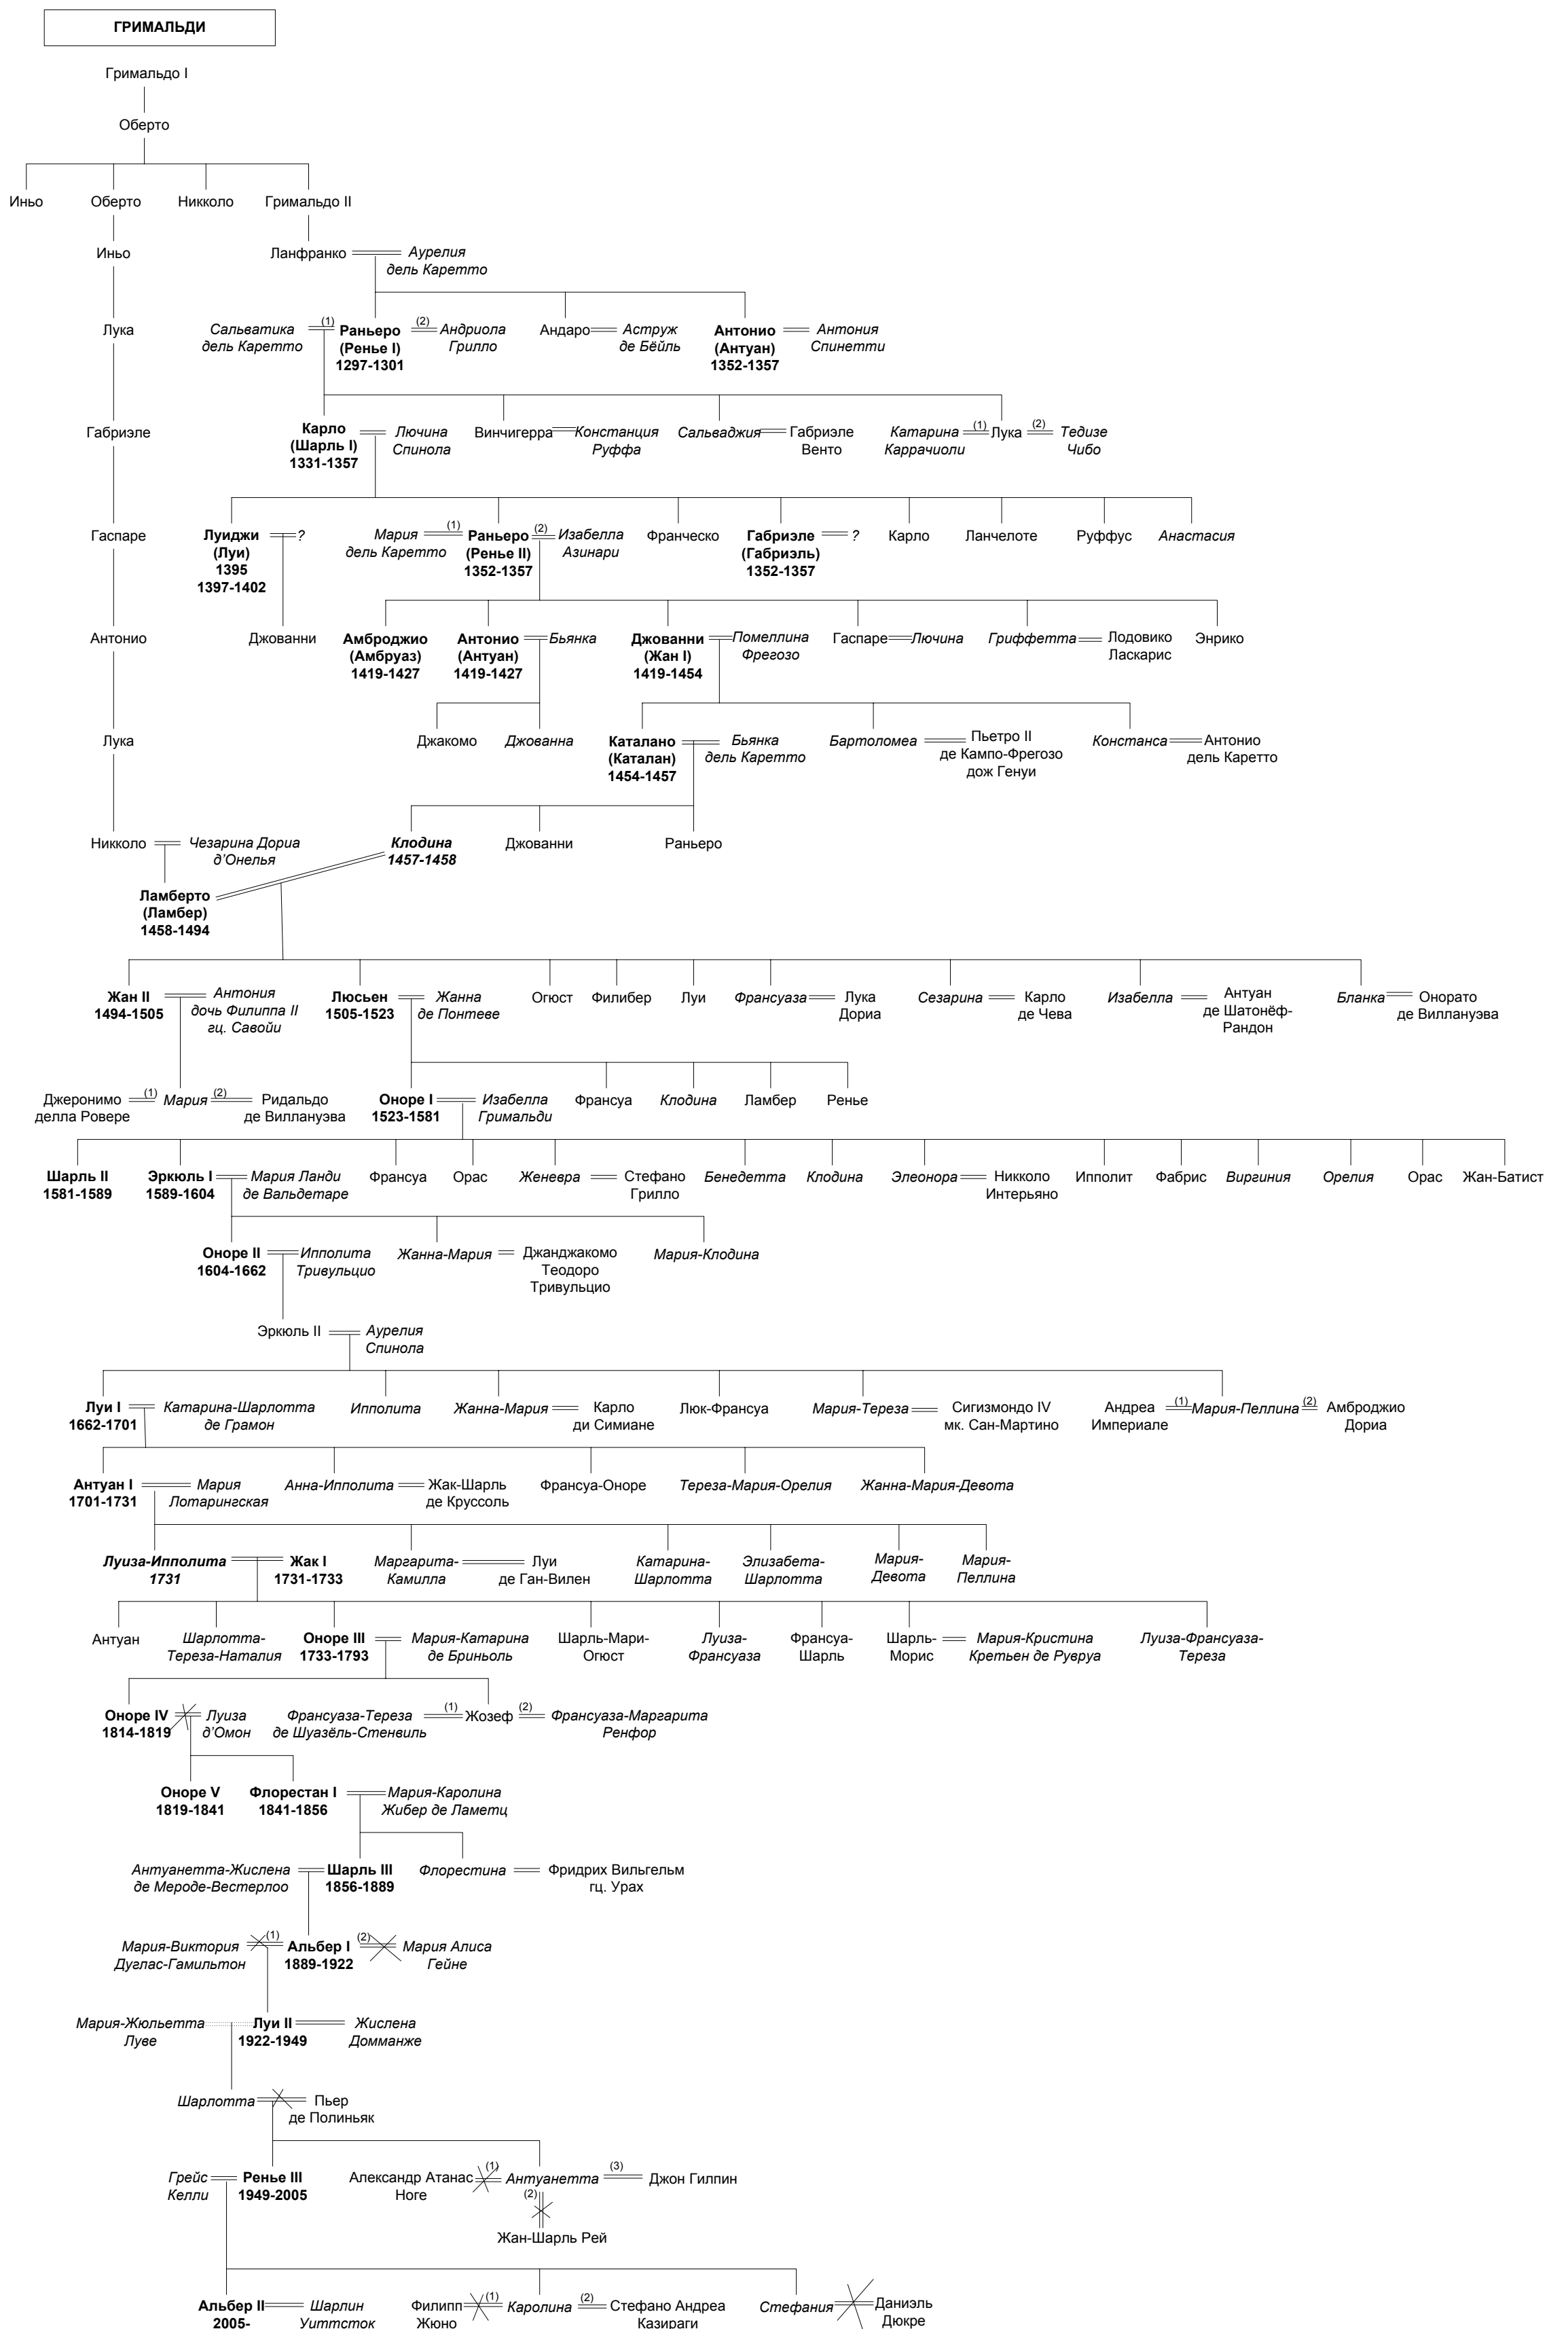 ГРИМАЛЬДИ
Гримальдо I
Оберто
Иньо Оберто Никколо Гримальдо II
Иньо Ланфранко Аурелия
дель Каретто
Лука Сальватика (1) Раньеро (2) Андриола Андаро Аструж Антонио Антония
дель Каретто (Ренье I) Грилло де Бёйль (Антуан) Спинетти
1297-1301 1352-1357
Габриэле Карло Лючина Винчигерра Констанция Сальваджия Габриэле Катарина (1) Лука (2) Тедизе
(Шарль I) Спинола Руффа Венто Каррачиоли Чибо
1331-1357
Гаспаре Луиджи ? Мария (1) Раньеро (2) Изабелла Франческо Габриэле ? Карло Ланчелоте Руффус Анастасия
(Луи) дель Каретто (Ренье II) Азинари (Габриэль)
1395 1352-1357 1352-1357
1397-1402
Антонио Джованни Амброджио Антонио Бьянка Джованни Помеллина Гаспаре Лючина Гриффетта Лодовико Энрико
(Амбруаз) (Антуан) (Жан I) Фрегозо Ласкарис
1419-1427 1419-1427 1419-1454
Лука Джакомо Джованна Каталано Бьянка Бартоломеа Пьетро II Констанса Антонио
(Каталан) дель Каретто де Кампо-Фрегозо дель Каретто
1454-1457 дож Генуи
Никколо Чезарина Дориа Клодина Джованни Раньеро
д'Онелья 1457-1458
Ламберто
(Ламбер)
1458-1494
Жан II Антония Люсьен Жанна Огюст Филибер Луи Франсуаза Лука Сезарина Карло Изабелла Антуан Бланка Онорато
1494-1505 дочь Филиппа II 1505-1523 де Понтеве Дориа де Чева де Шатонёф- де Виллануэва
гц. Савойи Рандон
Джеронимо (1) Мария (2) Ридальдо Оноре I Изабелла Франсуа Клодина Ламбер Ренье
делла Ровере де Виллануэва 1523-1581 Гримальди
Шарль II Эркюль I Мария Ланди Франсуа Орас Женевра Стефано Бенедетта Клодина Элеонора Никколо Ипполит Фабрис Виргиния Орелия Орас Жан-Батист
1581-1589 1589-1604 де Вальдетаре Грилло Интерьяно
Оноре II Ипполита Жанна-Мария Джанджакомо Мария-Клодина
1604-1662 Тривульцио Теодоро
Тривульцио
Эркюль II Аурелия
Спинола
Луи I Катарина-Шарлотта Ипполита Жанна-Мария Карло Люк-Франсуа Мария-Тереза Сигизмондо IV Андреа (1) Мария-Пеллина (2) Амброджио
1662-1701 де Грамон ди Симиане мк. Сан-Мартино Империале Дориа
Антуан I Мария Анна-Ипполита Жак-Шарль Франсуа-Оноре Тереза-Мария-Орелия Жанна-Мария-Девота
1701-1731 Лотарингская де Круссоль
Луиза-Ипполита Жак I Маргарита- Луи Катарина- Элизабета- Мария- Мария-
1731 1731-1733 Камилла де Ган-Вилен Шарлотта Шарлотта Девота Пеллина
Антуан Шарлотта- Оноре III Мария-Катарина Шарль-Мари- Луиза- Франсуа- Шарль- Мария-Кристина Луиза-Франсуаза-
Тереза-Наталия 1733-1793 де Бриньоль Огюст Франсуаза Шарль Морис Кретьен де Рувруа Тереза
Оноре IV Луиза Франсуаза-Тереза (1) Жозеф (2) Франсуаза-Маргарита
1814-1819 д'Омон де Шуазёль-Стенвиль Ренфор
Оноре V Флорестан I Мария-Каролина
1819-1841 1841-1856 Жибер де Ламетц
Антуанетта-Жислена Шарль III Флорестина Фридрих Вильгельм
де Мероде-Вестерлоо 1856-1889 гц. Урах
Мария-Виктория (1) Альбер I (2) Мария Алиса
Дуглас-Гамильтон 1889-1922 Гейне
Мария-Жюльетта Луи II Жислена
Луве 1922-1949 Домманже
Шарлотта Пьер
де Полиньяк
Грейс Ренье III Александр Атанас (1) Антуанетта (3) Джон Гилпин
Келли 1949-2005 Ноге (2)
Жан-Шарль Рей
Альбер II Шарлин Филипп (1) Каролина (2) Стефано Андреа Стефания Даниэль
2005- Уиттсток Жюно Казираги Дюкре